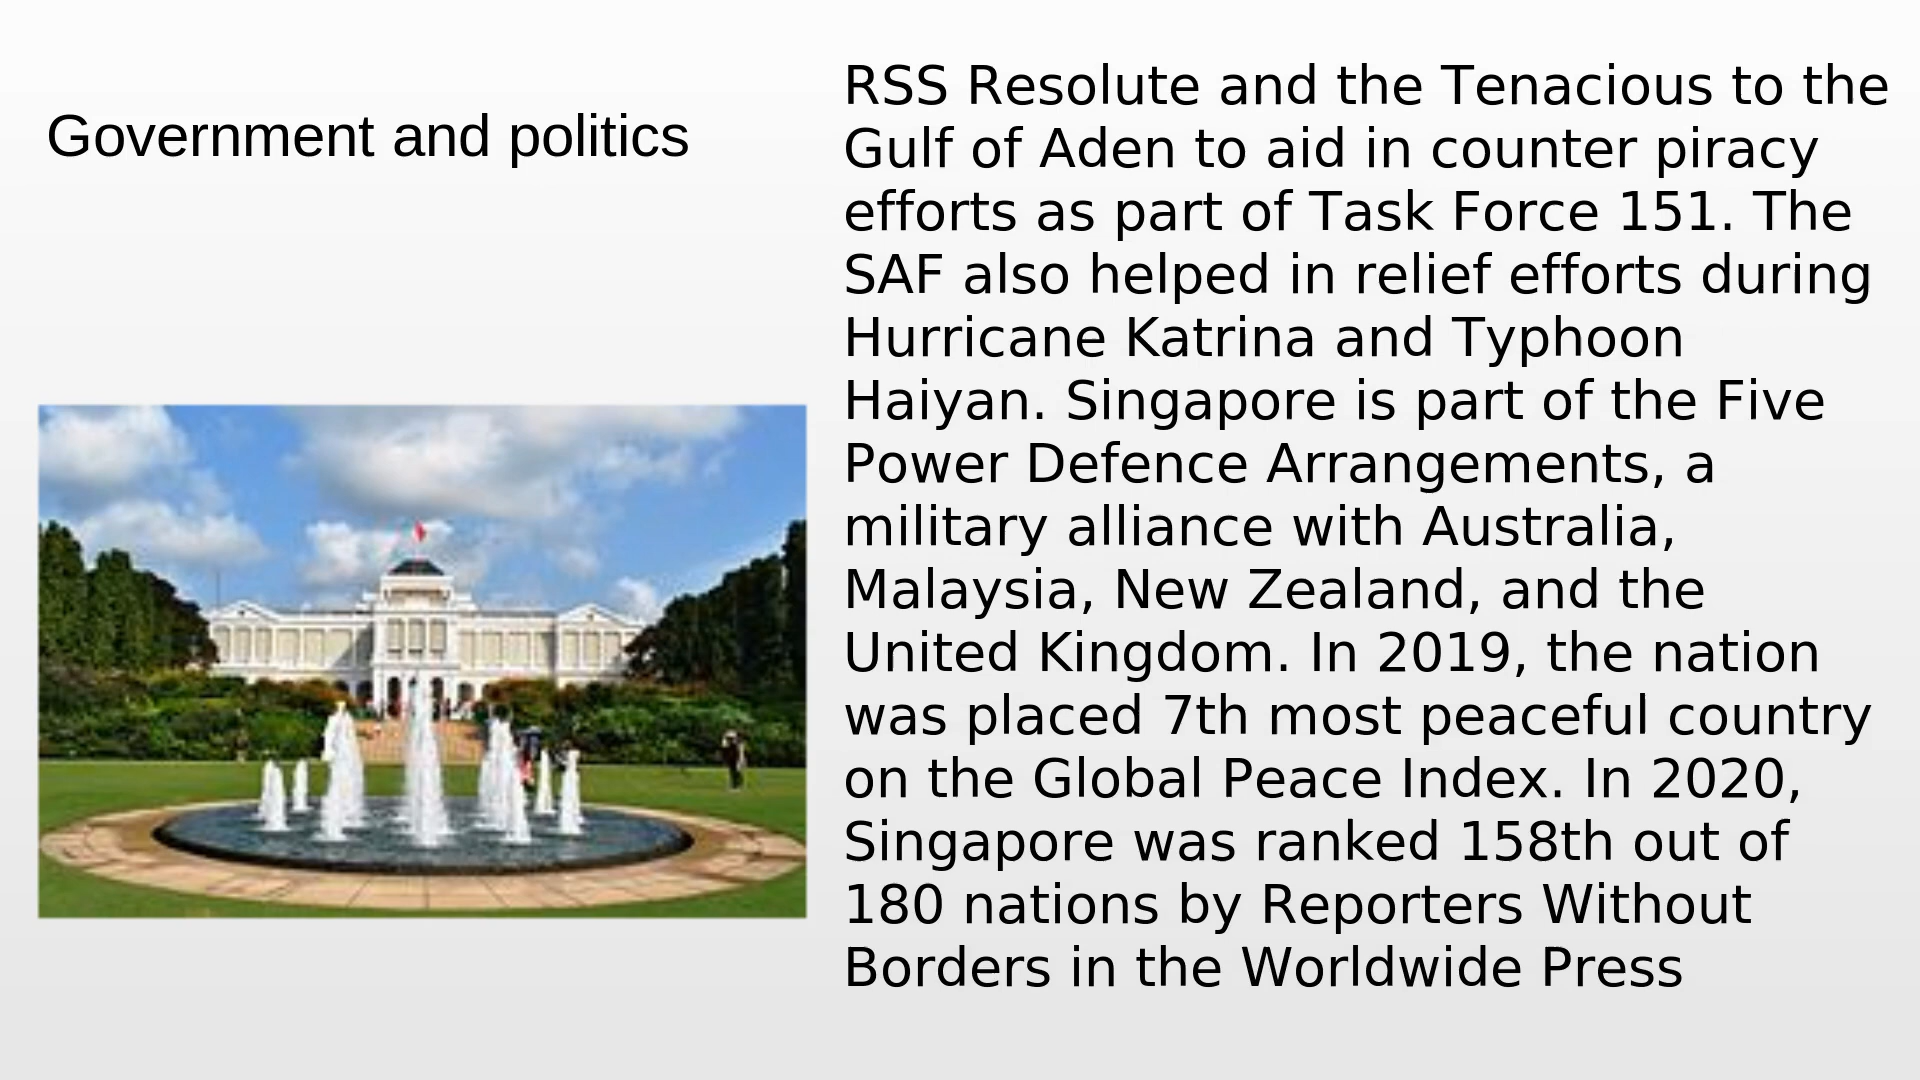 Government and politics
RSS Resolute and the Tenacious to the
Gulf of Aden to aid in counter piracy
efforts as part of Task Force 151. The
SAF also helped in relief efforts during
Hurricane Katrina and Typhoon
Haiyan. Singapore is part of the Five
Power Defence Arrangements, a
military alliance with Australia,
Malaysia, New Zealand, and the
United Kingdom. In 2019, the nation
was placed 7th most peaceful country
on the Global Peace Index. In 2020,
Singapore was ranked 158th out of
180 nations by Reporters Without
Borders in the Worldwide Press